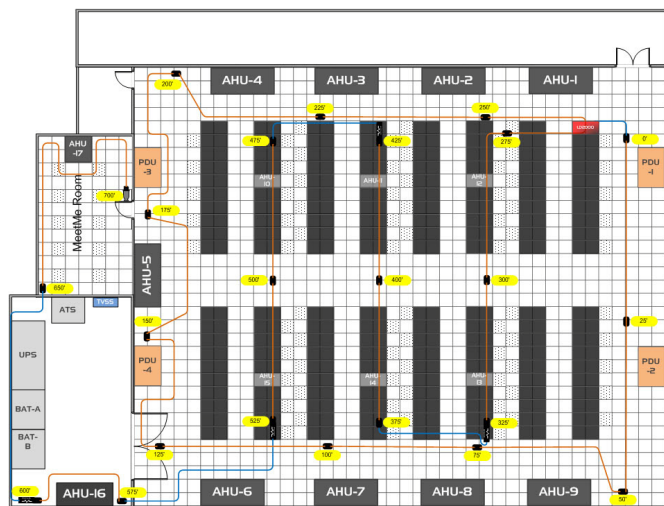 AHU-4
AHU-3
AHU-2
AHU-1
200'
225'
250'
LD5000
475'
425'
275'
0'
AHU
-17
PDU
-3
PDU
-1
AHU-
10
AHU-
12
700'
MeetMe Room
175'
AHU-5
650'
500'
400'
300'
ATS
TVSS
150'
25'
UPS
PDU
-4
PDU
-2
AHU-
15
AHU-
14
AHU-
13
BAT-A
BAT-
B
525'
375'
325'
125'
100'
75'
600'
AHU-16
575'
AHU-6
AHU-7
AHU-8
AHU-9
50'